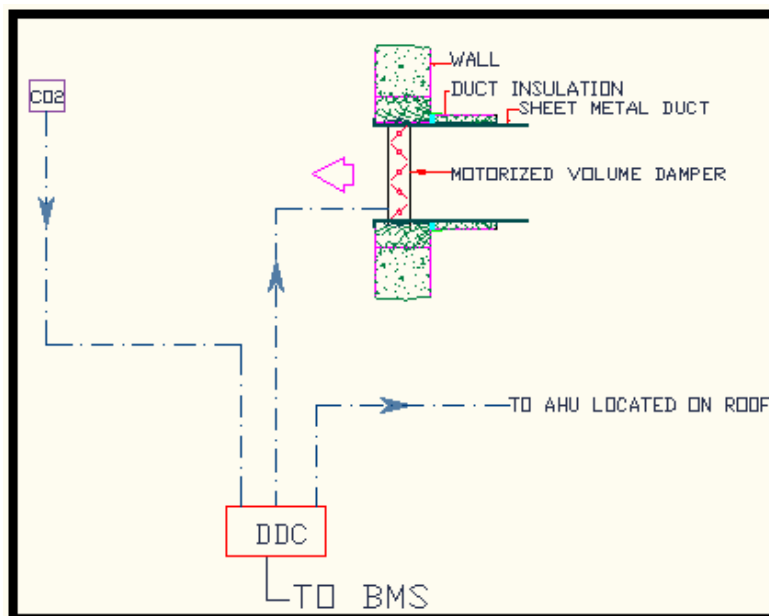 WALL
DUCT INSULATION
SHEET METAL DUCT
CO2
MOTORIZED VOLUME DAMPER
TO AHU LOCATED ON ROOF
DDC
TO BMS